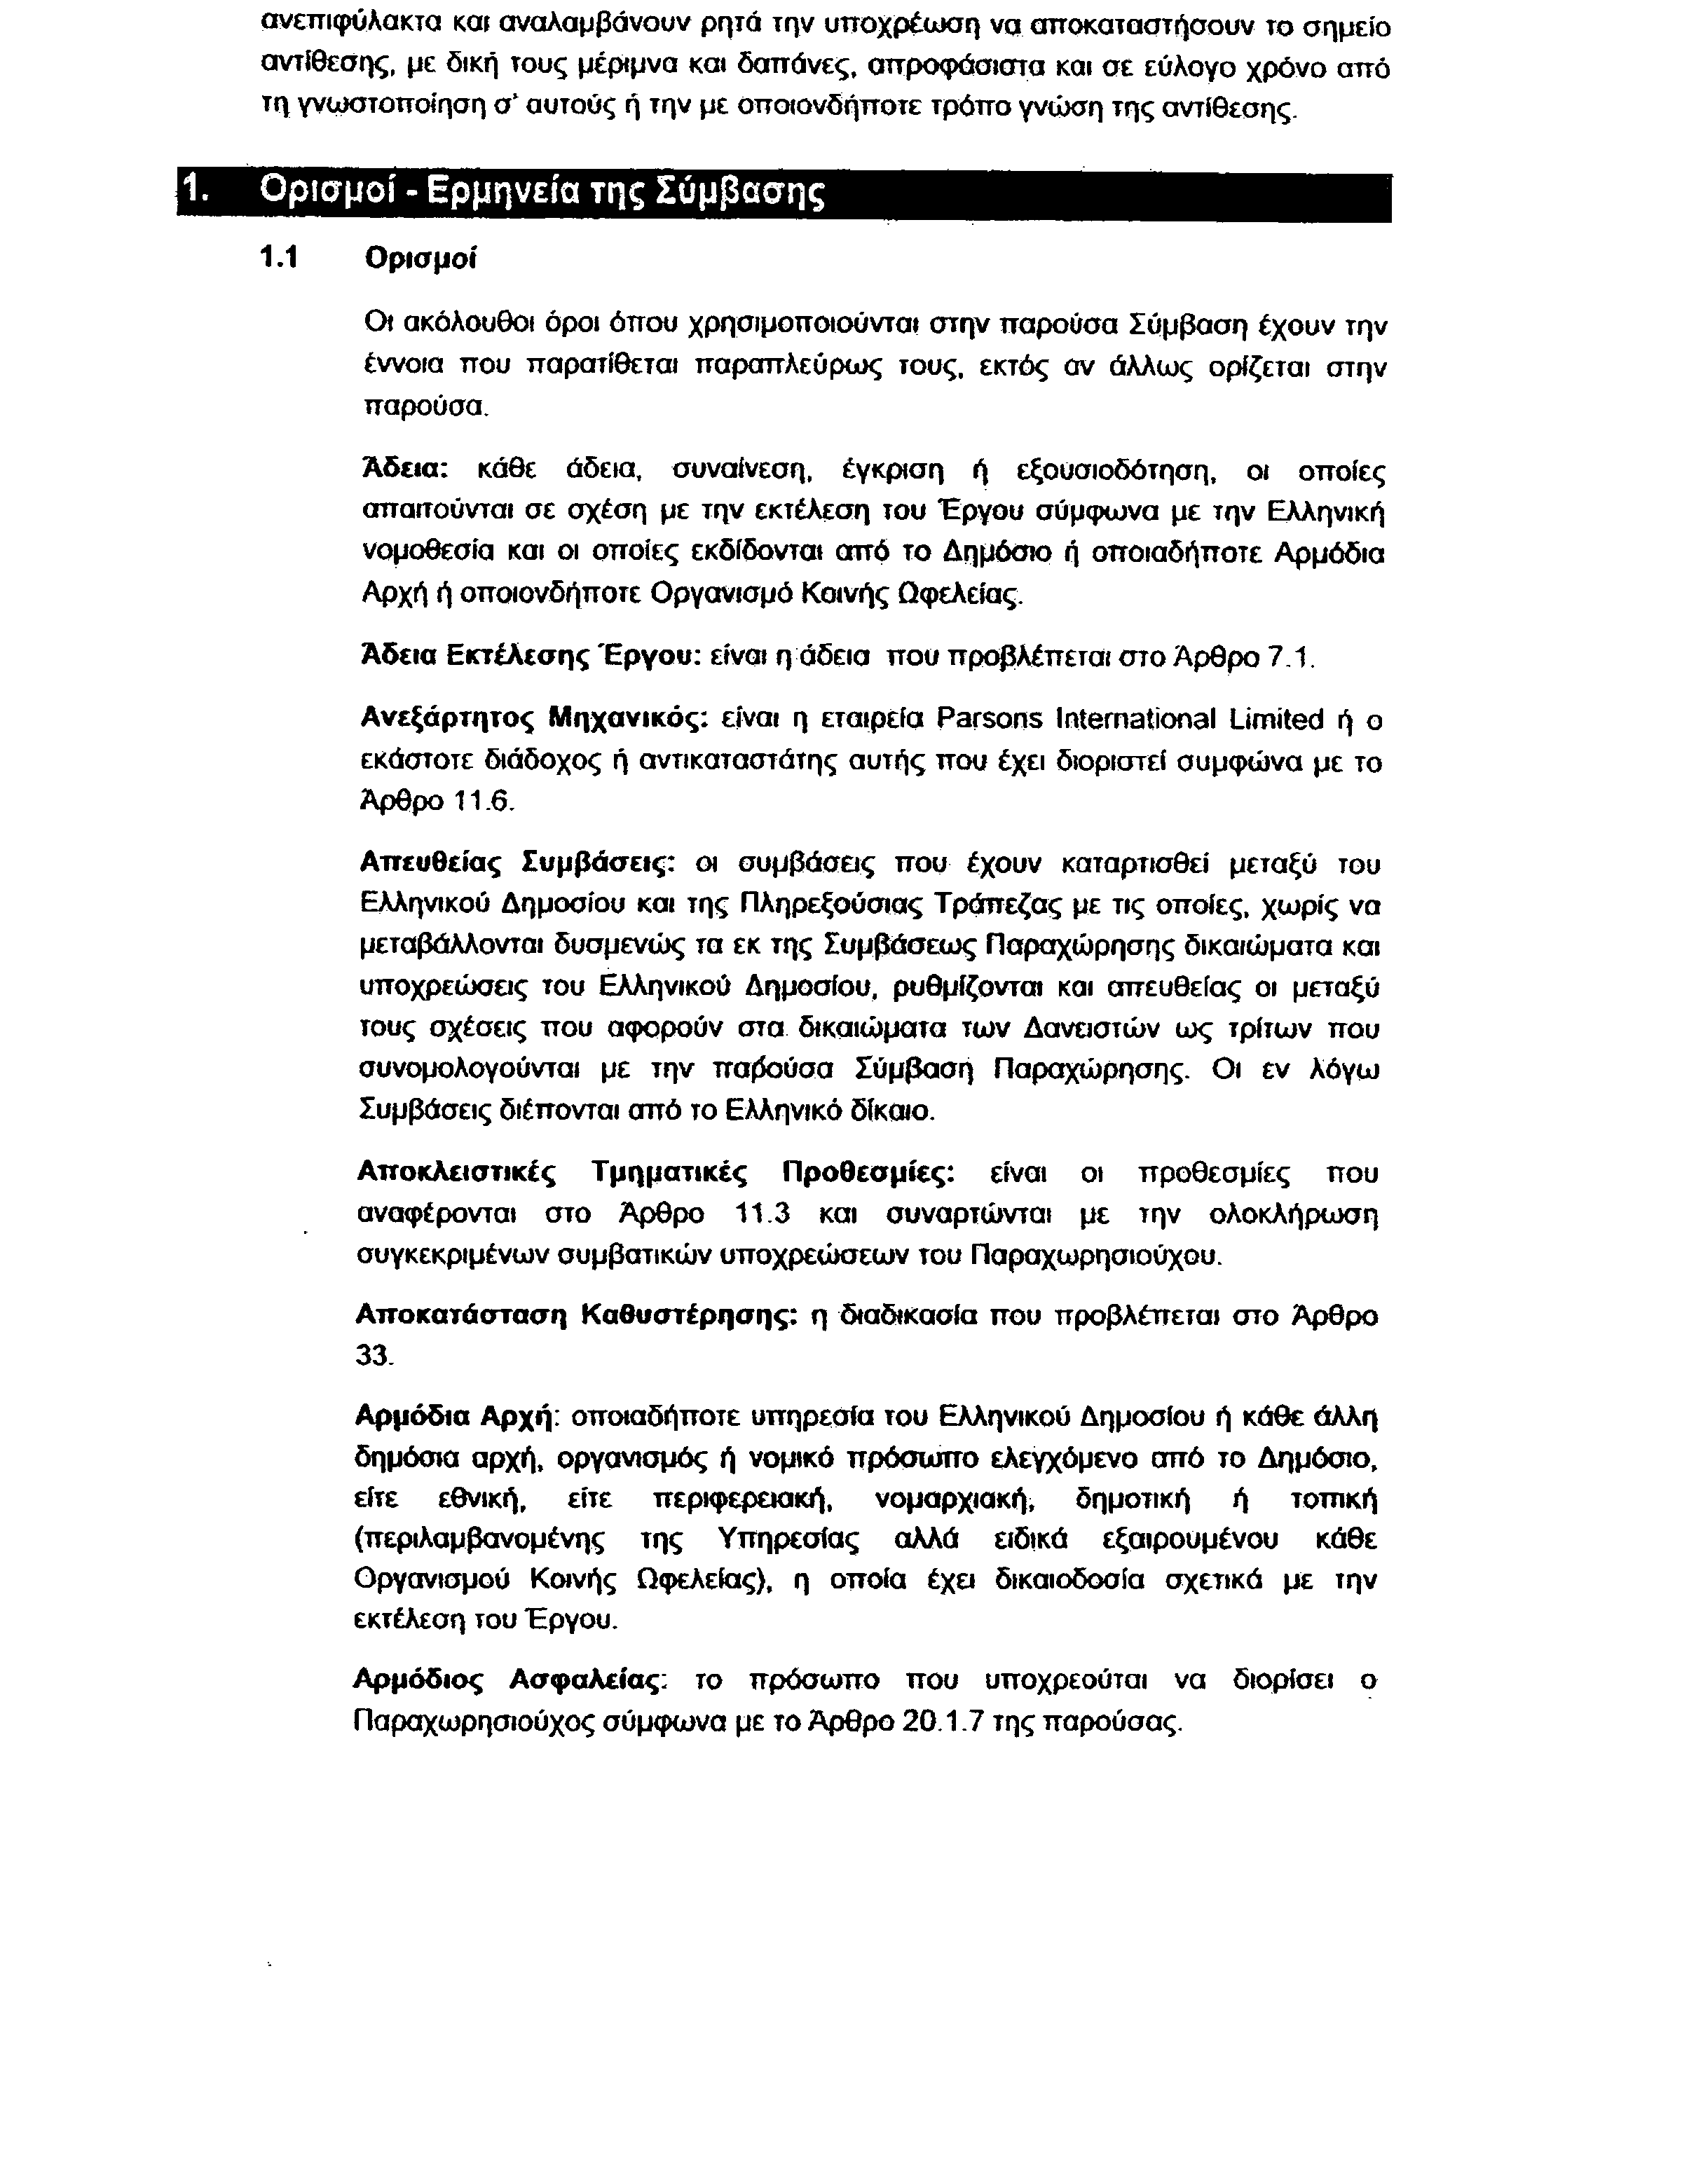 ανεπιφύλακτα και αναλαμβάνουν ρητά την υποχρέωση να αποκαταστήσουν το σημείο
αντίθεσης, με δική τους μέριμνα και δαπάνες, απροφάσιστα και σε εύλογο χρόνο από
τη γνωστοποίηση σ' αυτούς ή την με οποιονδήποτε τρόπο γνώση της αντίθεσης.
1. Ορισμοί - Ερμηνεία της Σύμβασης
1.1 Ορισμοί
Οι ακόλουθοι όροι όπου χρησιμοποιούνται στην παρούσα Σύμβαση έχουν την
έννοια που παρατίθεται παραπλεύρως τους, εκτός αν άλλως ορίζεται στην
παρούσα.
Άδεια: κάθε άδεια, συναίνεση, έγκριση ή εξουσιοδότηση, οι οποίες
απαιτούνται σε σχέση με την εκτέλεση του Έργου σύμφωνα με την Ελληνική
νομοθεσία και οι οποίες εκδίδονται από το Δημόσιο ή οποιαδήποτε Αρμόδια
Αρχή ή οποιονδήποτε Οργανισμό Κοινής Ωφελείας.
Άδεια Εκτέλεσης Έργου: είναι η άδεια που προβλέπεται στο Άρθρο 7.1.
Ανεξάρτητος Μηχανικός: είναι η εταιρεία Parsons International Limited ή ο
εκάστοτε διάδοχος ή αντικαταστάτης αυτής που έχει διοριστεί συμφώνα με το
Άρθρο 11.6.
Απευθείας Συμβάσεις: οι συμβάσεις που έχουν καταρτισθεί μεταξύ του
Ελληνικού Δημοσίου και της Πληρεξούσιας Τράπεζας με τις οποίες, χωρίς να
μεταβάλλονται δυσμενώς τα εκ της Συμβάσεως Παραχώρησης δικαιώματα και
υποχρεώσεις του Ελληνικού Δημοσίου, ρυθμίζονται και απευθείας οι μεταξύ
τους σχέσεις που αφορούν στα δικαιώματα των Δανειστών ως τρίτων που
συνομολογούνται με την παρούσα Σύμβαση Παραχώρησης. Οι εν λόγω
Συμβάσεις διέπονται από το Ελληνικό δίκαιο.
Αποκλειστικές Τμηματικές Προθεσμίες: είναι οι προθεσμίες που
αναφέρονται στο Άρθρο 11.3 και συναρτώνται με την ολοκλήρωση
συγκεκριμένων συμβατικών υποχρεώσεων του Παραχωρησιούχου.
Αποκατάσταση Καθυστέρησης: η διαδικασία που προβλέπεται στο Άρθρο
33.
Αρμόδια Αρχή: οποιαδήποτε υπηρεσία του Ελληνικού Δημοσίου ή κάθε άλλη
δημόσια αρχή, οργανισμός ή νομικό πρόσωπο ελεγχόμενο από το Δημόσιο,
είτε εθνική, είτε περιφερειακή, νομαρχιακή, δημοτική ή τοπική
(περιλαμβανομένης της Υπηρεσίας αλλά ειδικά εξαιρουμένου κάθε
Οργανισμού Κοινής Ωφελείας), η οποία έχει δικαιοδοσία σχετικά με την
εκτέλεση του Έργου.
Αρμόδιος Ασφαλείας: το πρόσωπο που υποχρεούται να διορίσει ο
Παραχωρησιούχος σύμφωνα με το Άρθρο 20.1.7 της παρούσας.